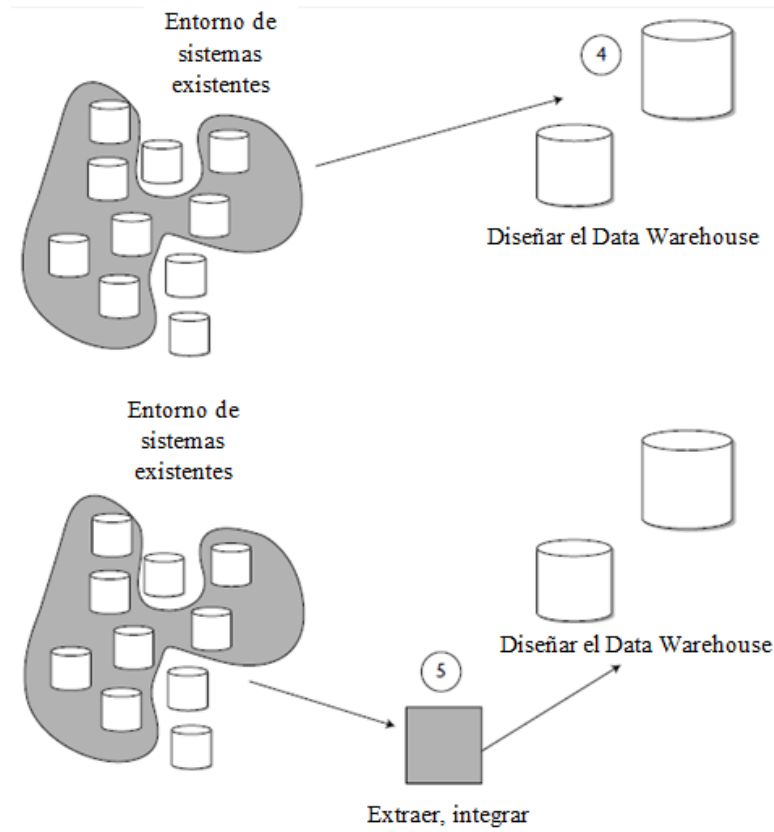 Entorno de
sistemas
existentes
4
Diseñar el Data Warehouse
Entorno de
sistemas
existentes
5
Diseñar el Data Warehouse
Extraer, integrar